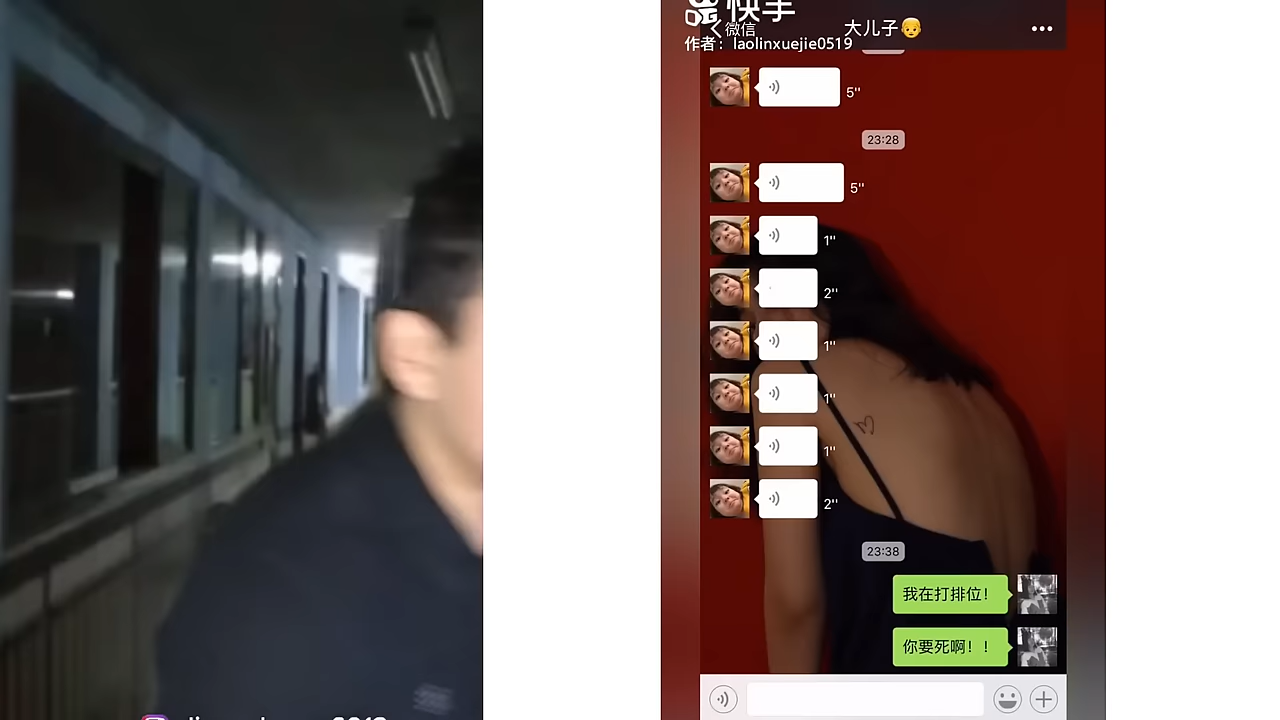 快手
微信
大儿子
作者：laolinxuejie0519
5''
23:28
5''
1''
2''
1''
1''
1''
2''
23:38
我在打排位！
你要死啊！！